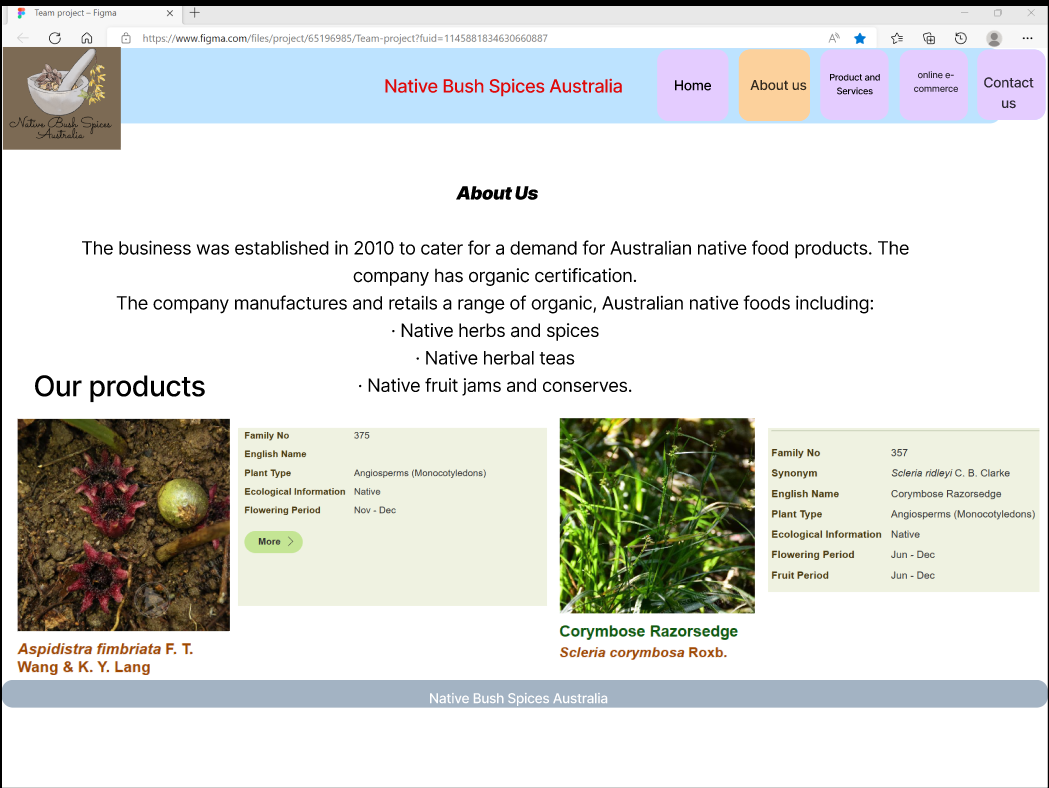 Team project – Figma
https://www.figma.com/files/project/65196985/Team-project?fuid=1145881834630660887
Native Bush Spices
Australia
Native Bush Spices Australia
Home
About us
Product and
Services
online e-
commerce
Contact
us
About Us
The business was established in 2010 to cater for a demand for Australian native food products. The
company has organic certification.
The company manufactures and retails a range of organic, Australian native foods including:
· Native herbs and spices
· Native herbal teas
· Native fruit jams and conserves.
Our products
Family No 375
English Name
Plant Type Angiosperms (Monocotyledons)
Ecological Information Native
Flowering Period Nov - Dec
More
Aspidistra fimbriata F. T.
Wang & K. Y. Lang
Family No 357
Synonym Scleria ridleyi C. B. Clarke
English Name Corymbose Razorsedge
Plant Type Angiosperms (Monocotyledons)
Ecological Information Native
Flowering Period Jun - Dec
Fruit Period Jun - Dec
Corymbose Razorsedge
Scleria corymbosa Roxb.
Native Bush Spices Australia